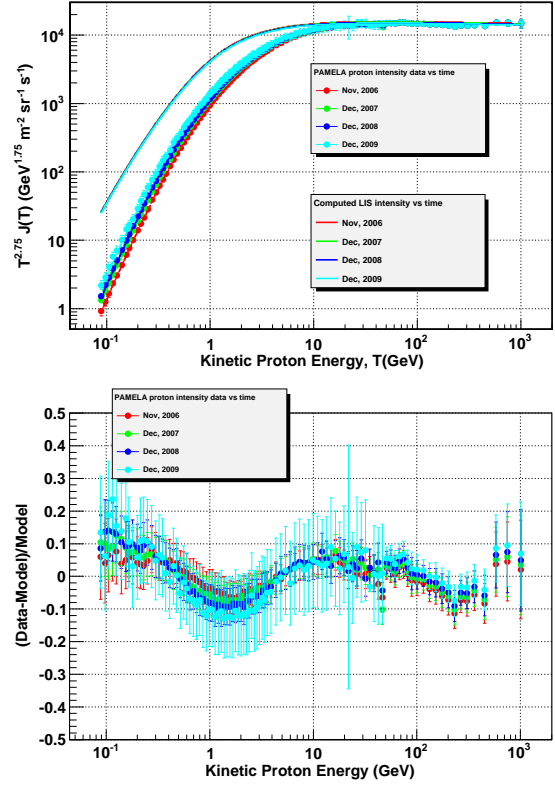 T^2.75 J(T) (GeV^1.75 m^-2 sr^-1 s^-1)
10^4
10^3
10^2
10
1
PAMELA proton intensity data vs time
Nov, 2006
Dec, 2007
Dec, 2008
Dec, 2009
Computed LIS intensity vs time
Nov, 2006
Dec, 2007
Dec, 2008
Dec, 2009
10^-1 1 10 10^2 10^3
Kinetic Proton Energy, T(GeV)
PAMELA proton intensity data vs time
Nov, 2006
Dec, 2007
Dec, 2008
Dec, 2009
(Data-Model)/Model
0.5
0.4
0.3
0.2
0.1
0
-0.1
-0.2
-0.3
-0.4
-0.5
10^-1 1 10 10^2 10^3
Kinetic Proton Energy (GeV)